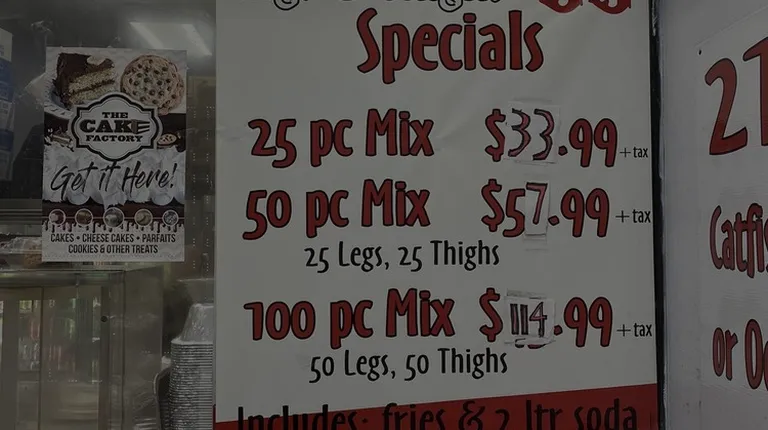 Specials
25 pc Mix $33.99 + tax
50 pc Mix $57.99 + tax
25 Legs, 25 Thighs
100 pc Mix $114.99 + tax
50 Legs, 50 Thighs
Includes: fries & 2 ltr soda
THE
CAKE
FACTORY
Get it Here!
CAKES • CHEESE CAKES • PARFAITS
COOKIES & OTHER TREATS
or